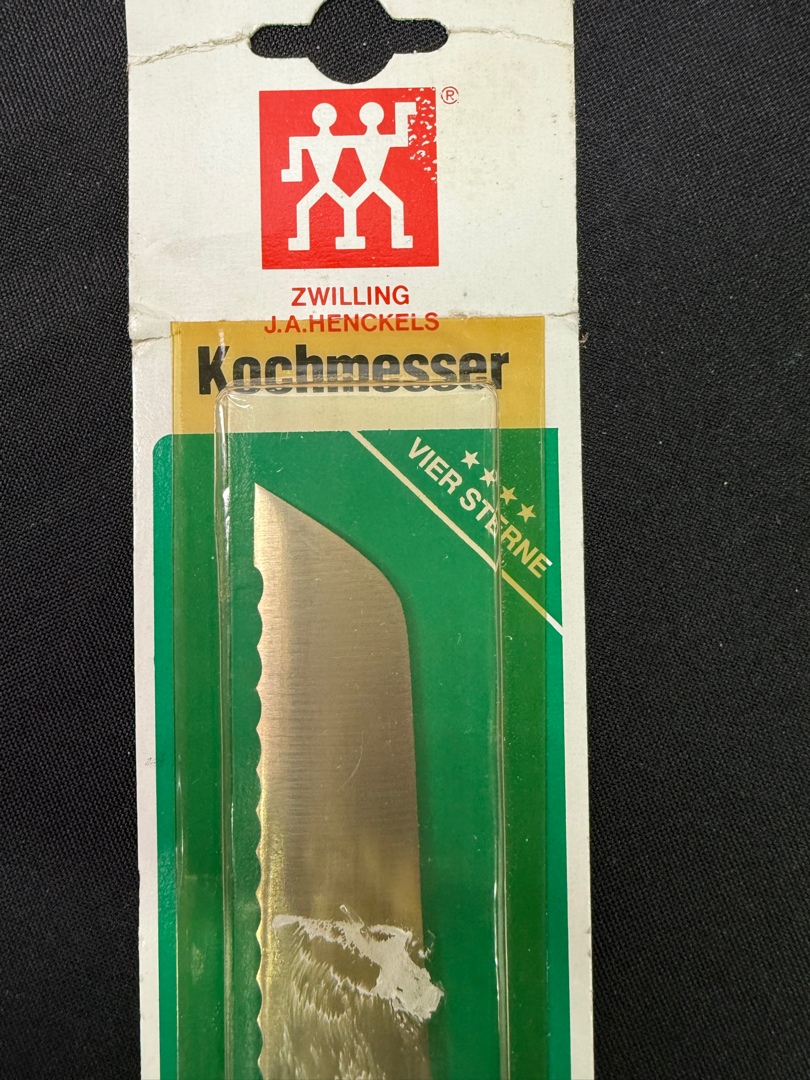 ®
ZWILLING
J.A.HENCKELS
Kochmesser
★★★★
VIER STERNE